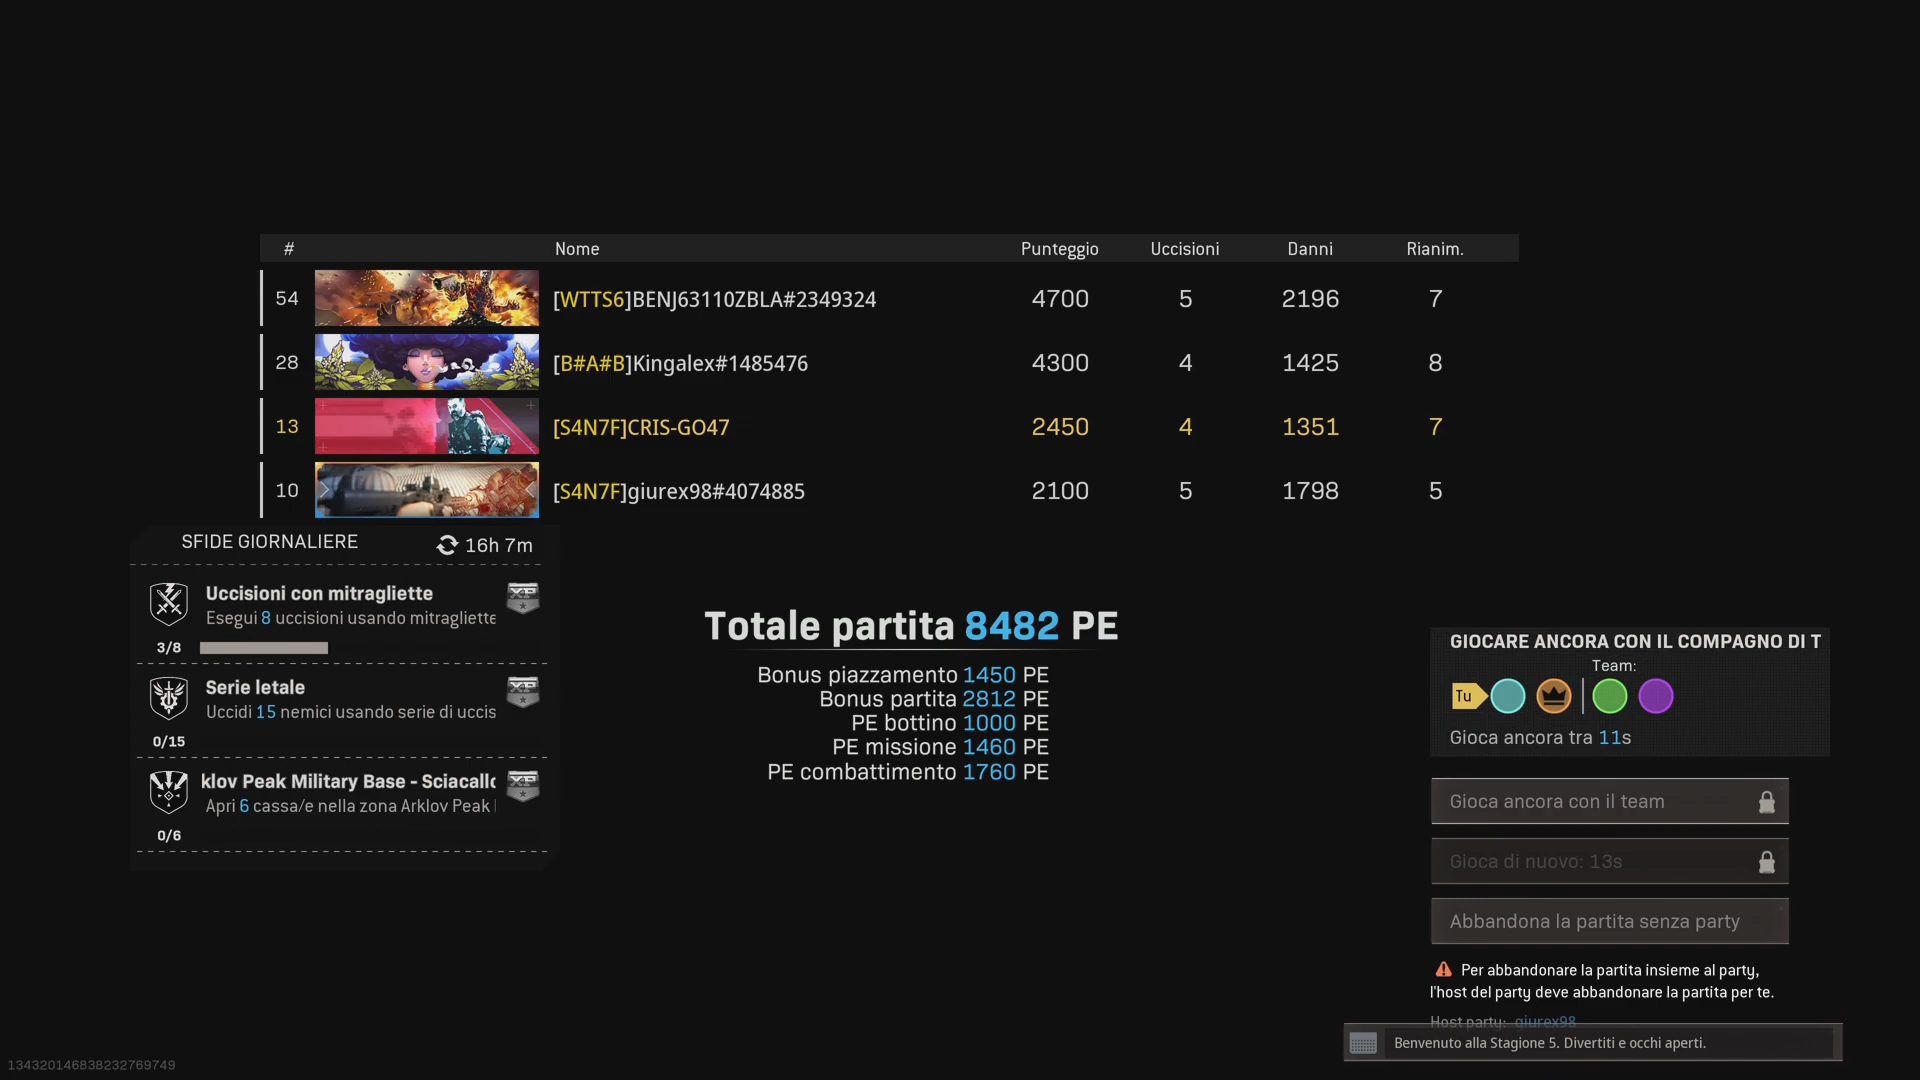 # Nome Punteggio Uccisioni Danni Rianim.
54 [WTTS6]BENJ63110ZBLA#2349324 4700 5 2196 7
28 [B#A#B]Kingalex#1485476 4300 4 1425 8
13 [S4N7F]CRIS-GO47 2450 4 1351 7
10 [S4N7F]giurex98#4074885 2100 5 1798 5
SFIDE GIORNALIERE 16h 7m
Uccisioni con mitragliette XP
Esegui 8 uccisioni usando mitragliette
3/8
Serie letale XP
Uccidi 15 nemici usando serie di uccis
0/15
klov Peak Military Base - Sciacallo XP
Apri 6 cassa/e nella zona Arklov Peak
0/6
Totale partita 8482 PE
Bonus piazzamento 1450 PE
Bonus partita 2812 PE
PE bottino 1000 PE
PE missione 1460 PE
PE combattimento 1760 PE
GIOCARE ANCORA CON IL COMPAGNO DI T
Team:
Tu
Gioca ancora tra 11s
Gioca ancora con il team
Gioca di nuovo: 13s
Abbandona la partita senza party
Per abbandonare la partita insieme al party,
l'host del party deve abbandonare la partita per te.
Host party: giurex98
Benvenuto alla Stagione 5. Divertiti e occhi aperti.
134320146838232769749